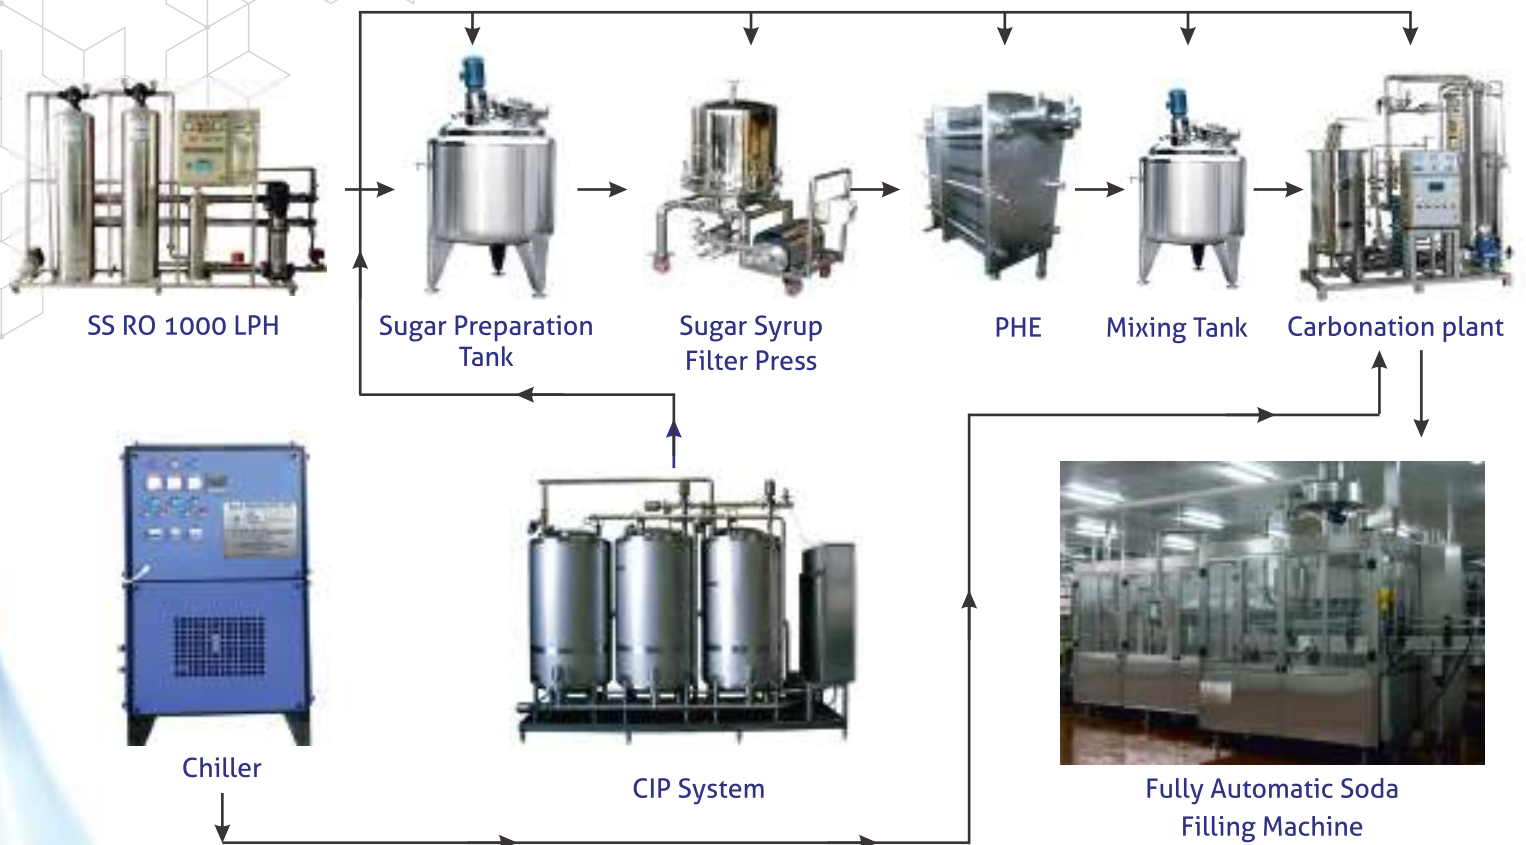 SS RO 1000 LPH
Sugar Preparation
Tank
Sugar Syrup
Filter Press
PHE
Mixing Tank
Carbonation plant
Chiller
CIP System
Fully Automatic Soda
Filling Machine